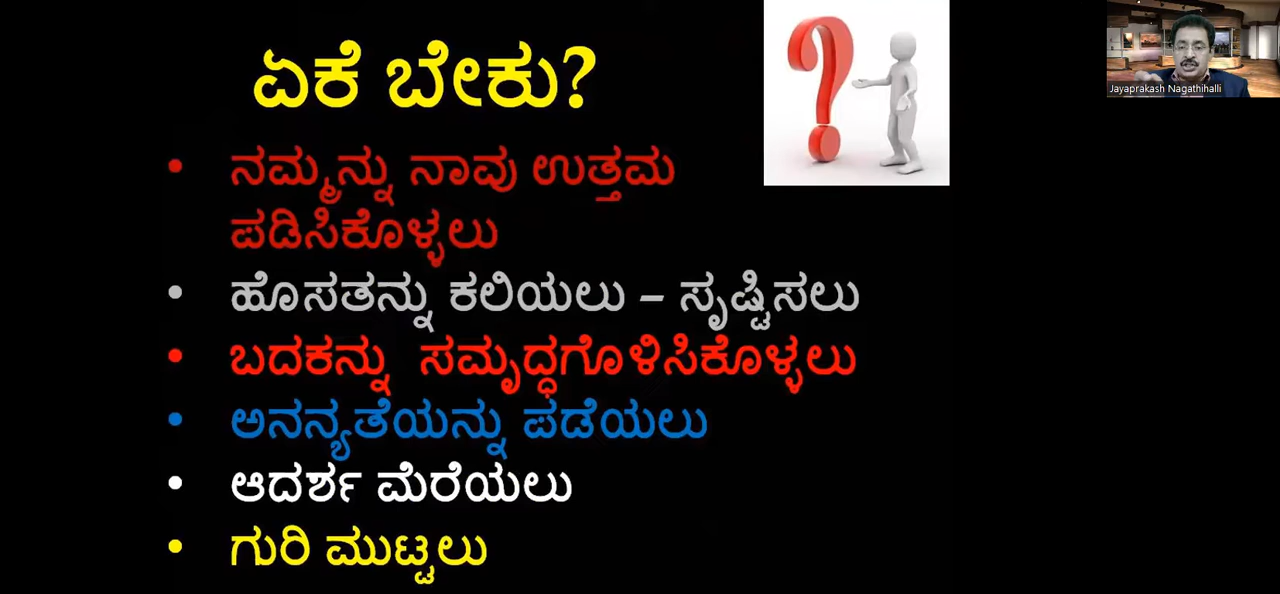 ಏಕೆ ಬೇಕು?
• ನಮ್ಮನ್ನು ನಾವು ಉತ್ತಮ
ಪಡಿಸಿಕೊಳ್ಳಲು
• ಹೊಸತನ್ನು ಕಲಿಯಲು – ಸೃಷ್ಟಿಸಲು
• ಬದಕನ್ನು ಸಮೃದ್ಧಗೊಳಿಸಿಕೊಳ್ಳಲು
• ಅನನ್ಯತೆಯನ್ನು ಪಡೆಯಲು
• ಆದರ್ಶ ಮೆರೆಯಲು
• ಗುರಿ ಮುಟ್ಟಲು
Jayaprakash Nagathihalli